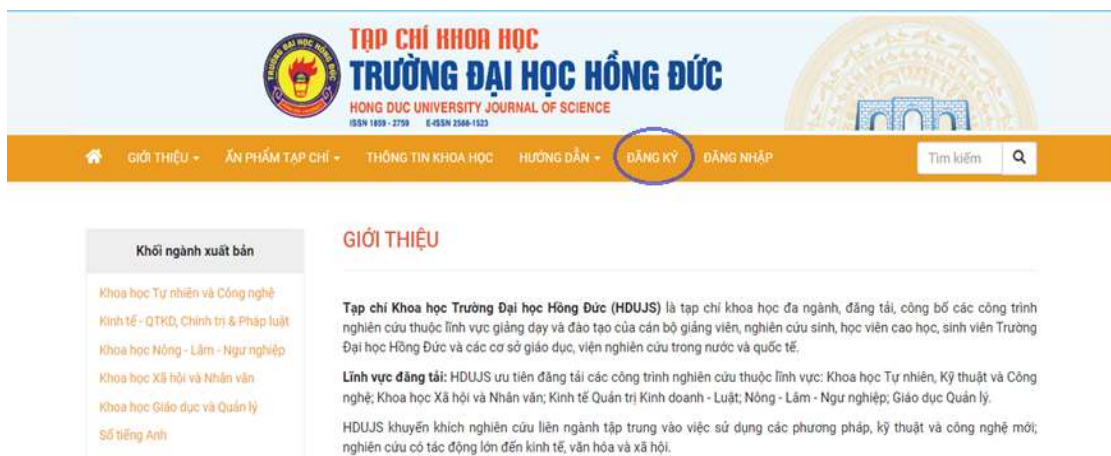 TẠP CHÍ KHOA HỌC
TRƯỜNG ĐẠI HỌC HỒNG ĐỨC
HONG DUC UNIVERSITY JOURNAL OF SCIENCE
ISSN 1859 - 2759 E-ISSN 2588-1523
GIỚI THIỆU ẤN PHẨM TẠP CHÍ THÔNG TIN KHOA HỌC HƯỚNG DẪN ĐĂNG KÝ ĐĂNG NHẬP Tìm kiếm
Khối ngành xuất bản
Khoa học Tự nhiên và Công nghệ
Kinh tế - QTKD, Chính trị & Pháp luật
Khoa học Nông - Lâm - Ngư nghiệp
Khoa học Xã hội và Nhân văn
Khoa học Giáo dục và Quản lý
Số tiếng Anh
GIỚI THIỆU
Tạp chí Khoa học Trường Đại học Hồng Đức (HDUJS) là tạp chí khoa học đa ngành, đăng tải, công bố các công trình
nghiên cứu thuộc lĩnh vực giảng dạy và đào tạo của cán bộ giảng viên, nghiên cứu sinh, học viên cao học, sinh viên Trường
Đại học Hồng Đức và các cơ sở giáo dục, viện nghiên cứu trong nước và quốc tế.
Lĩnh vực đăng tải: HDUJS ưu tiên đăng tải các công trình nghiên cứu thuộc lĩnh vực: Khoa học Tự nhiên, Kỹ thuật và Công
nghệ; Khoa học Xã hội và Nhân văn; Kinh tế Quản trị Kinh doanh - Luật; Nông - Lâm - Ngư nghiệp; Giáo dục Quản lý.
HDUJS khuyến khích nghiên cứu liên ngành tập trung vào việc sử dụng các phương pháp, kỹ thuật và công nghệ mới;
nghiên cứu có tác động lớn đến kinh tế, văn hóa và xã hội.